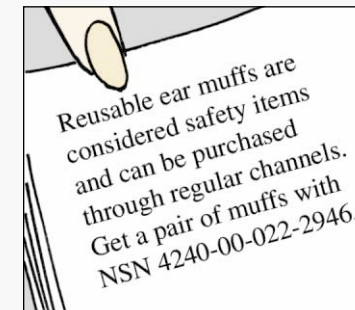 Reusable ear muffs are
considered safety items
and can be purchased
through regular channels.
Get a pair of muffs with
NSN 4240-00-022-2946.